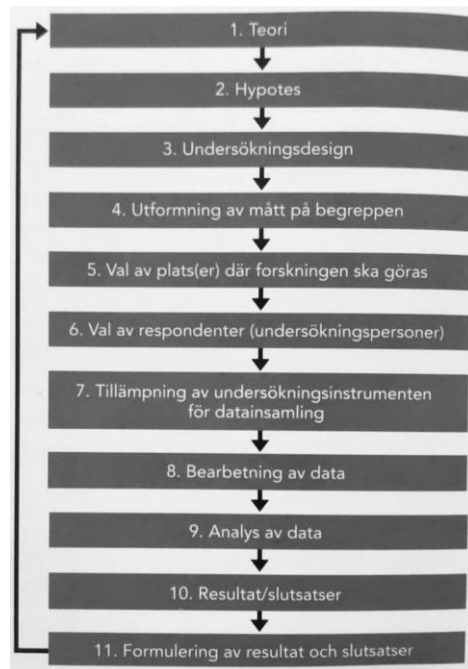 1. Teori
2. Hypotes
3. Undersökningsdesign
4. Utformning av mått på begreppen
5. Val av plats(er) där forskningen ska göras
6. Val av respondenter (undersökningspersoner)
7. Tillämpning av undersökningsinstrumenten
för datainsamling
8. Bearbetning av data
9. Analys av data
10. Resultat/slutsatser
11. Formulering av resultat och slutsatser